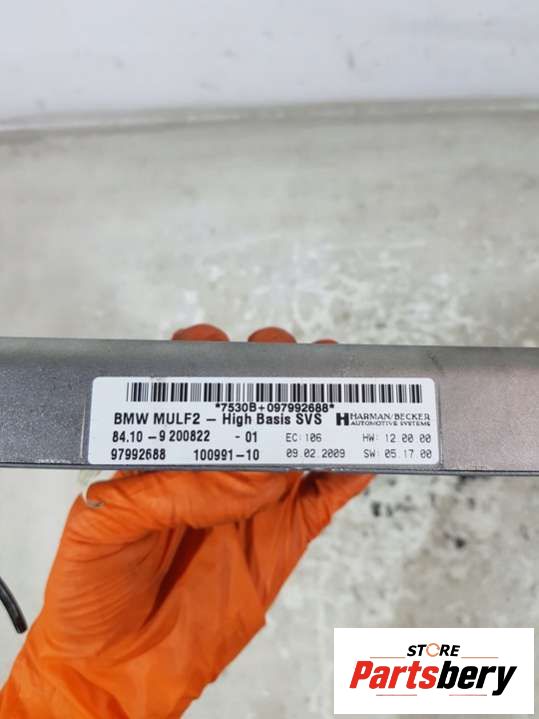 *7530B+097992688*
BMW MULF2 – High Basis SVS HARMAN/BECKER
AUTOMOTIVE SYSTEMS
84.10-9 200822 -01 EC:106 HW:12.00.00
97992688 100991-10 09.02.2009 SW:05.17.00
STORE
Partsbery